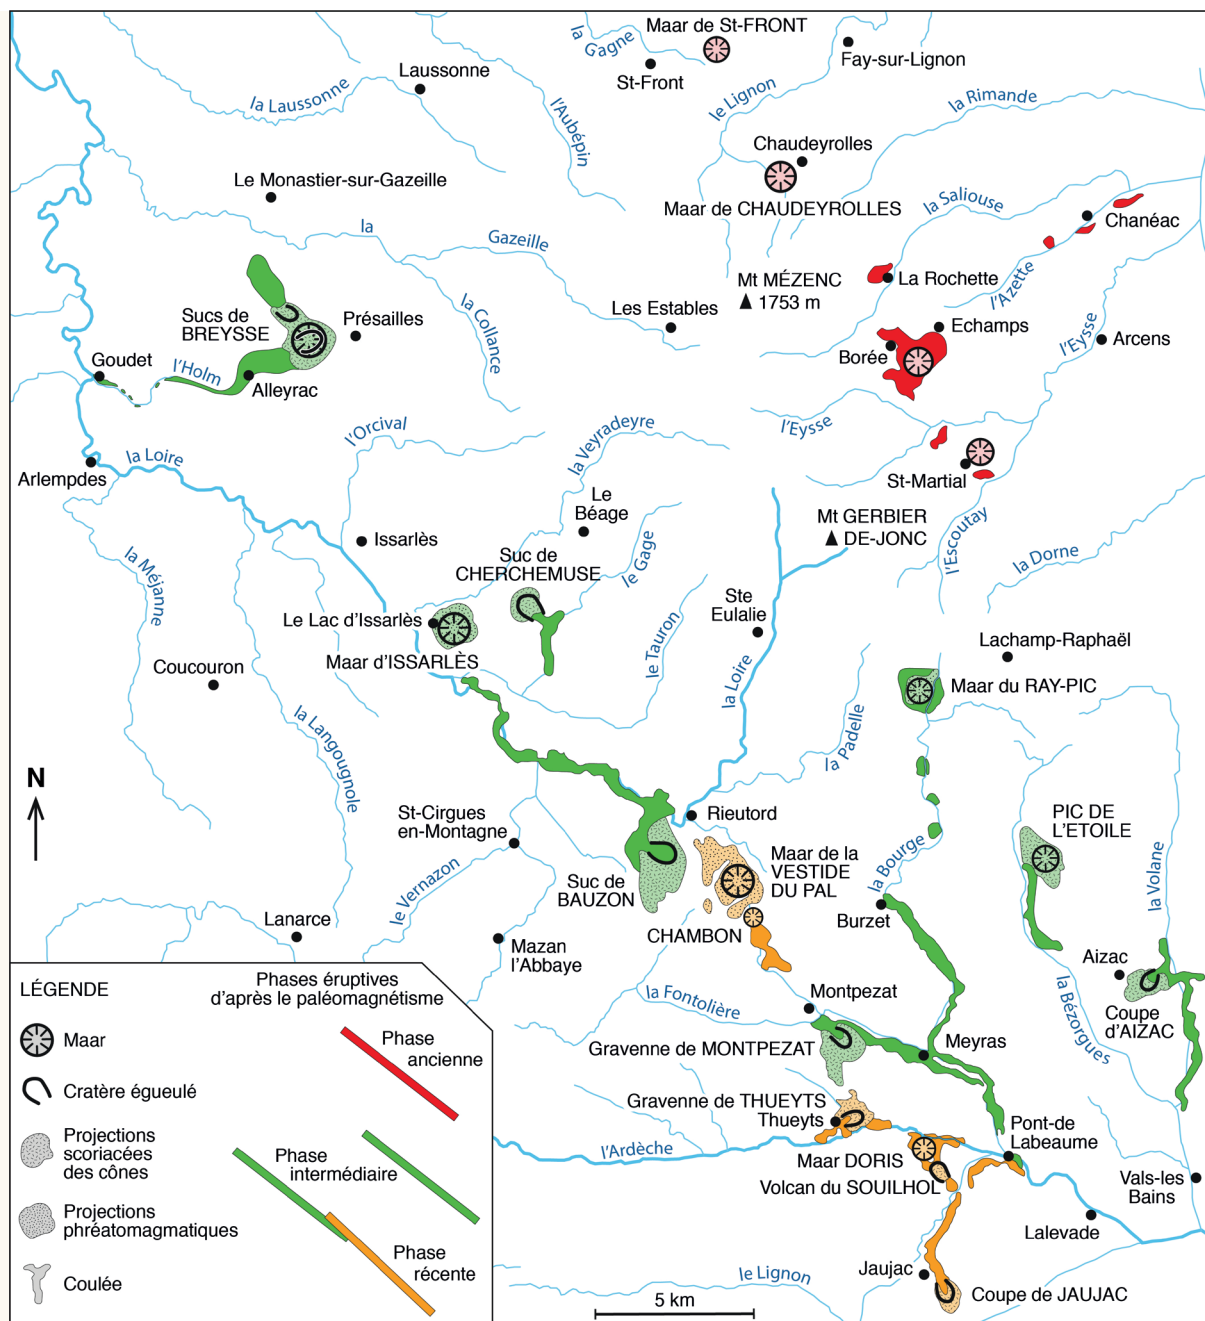 la
Gagne
Maar de St-FRONT
St-Front
Fay-sur-Lignon
Laussonne
la Laussonne
l'Aubépin
le Lignon
la Rimande
Chaudeyrolles
Maar de CHAUDEYROLLES
Le Monastier-sur-Gazeille
la
Gazeille
la Saliouse
Chanéac
Mt MÉZENC
1753 m
La Rochette
l'Azette
l'Eysse
Les Estables
Echamps
Borée
Arcens
Sucs de
BREYSSE
Présailles
la Collance
Goudet
l'Holm
Alleyrac
l'Orcival
la Veyradeyre
l'Eysse
la Loire
Arlempdes
St-Martial
Le
Béage
Mt GERBIER
DE-JONC
l'Escoutay
la Dorne
Issarlès
Suc de
CHERCHEMUSE
le Gage
la Méjanne
Ste
Eulalie
Le Lac d'Issarlès
Maar d'ISSARLÈS
le Tauron
la Loire
Lachamp-Raphaël
Coucouron
Maar du RAY-PIC
la Langougnole
la Padelle
N
St-Cirgues
en-Montagne
Rieutord
PIC DE
L'ETOILE
Maar de la
VESTIDE
DU PAL
la Bourge
la Volane
le Vernazon
Suc de
BAUZON
Burzet
Lanarce
CHAMBON
Mazan
l'Abbaye
Aizac
Coupe
d'AIZAC
la Bézorgues
la Fontolière
Montpezat
Gravenne de MONTPEZAT
Meyras
Gravenne de THUEYTS
Thueyts
Pont-de
Labeaume
l'Ardèche
Maar DORIS
Volcan du SOUILHOL
Vals-les
Bains
Lalevade
Jaujac
le Lignon
Coupe de JAUJAC
5 km
LÉGENDE
Phases éruptives
d'après le paléomagnétisme
Maar
Cratère égueulé
Projections
scoriacées
des cônes
Projections
phréatomagmatiques
Coulée
Phase
ancienne
Phase
intermédiaire
Phase
récente